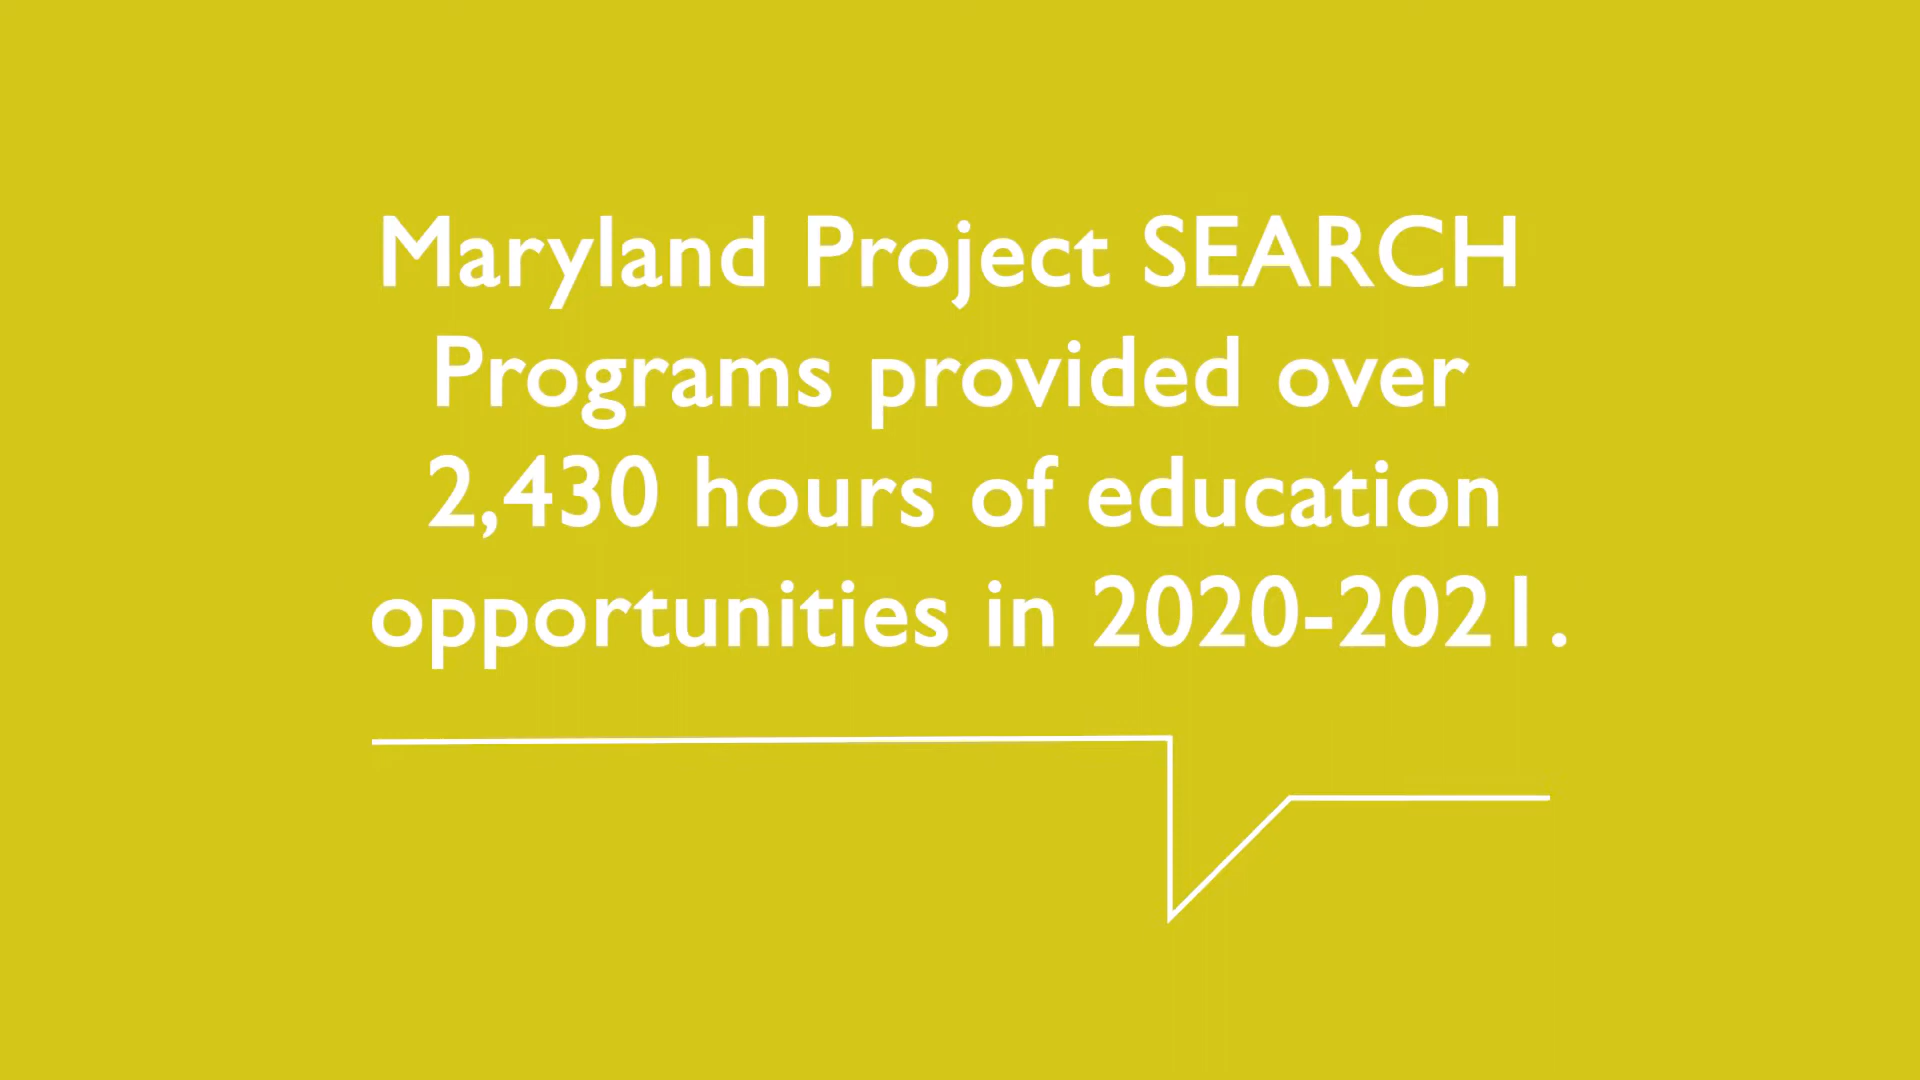 Maryland Project SEARCH
Programs provided over
2,430 hours of education
opportunities in 2020-2021.